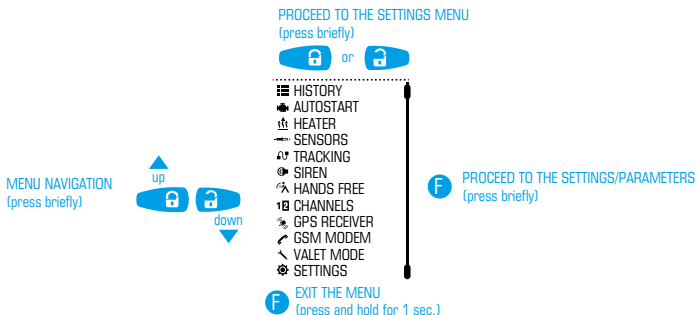 PROCEED TO THE SETTINGS MENU
(press briefly)
or
HISTORY
AUTOSTART
HEATER
SENSORS
TRACKING
SIREN
HANDS FREE
12 CHANNELS
GPS RECEIVER
GSM MODEM
VALET MODE
SETTINGS
up
MENU NAVIGATION
(press briefly)
down
F PROCEED TO THE SETTINGS/PARAMETERS
(press briefly)
F EXIT THE MENU
(press and hold for 1 sec.)